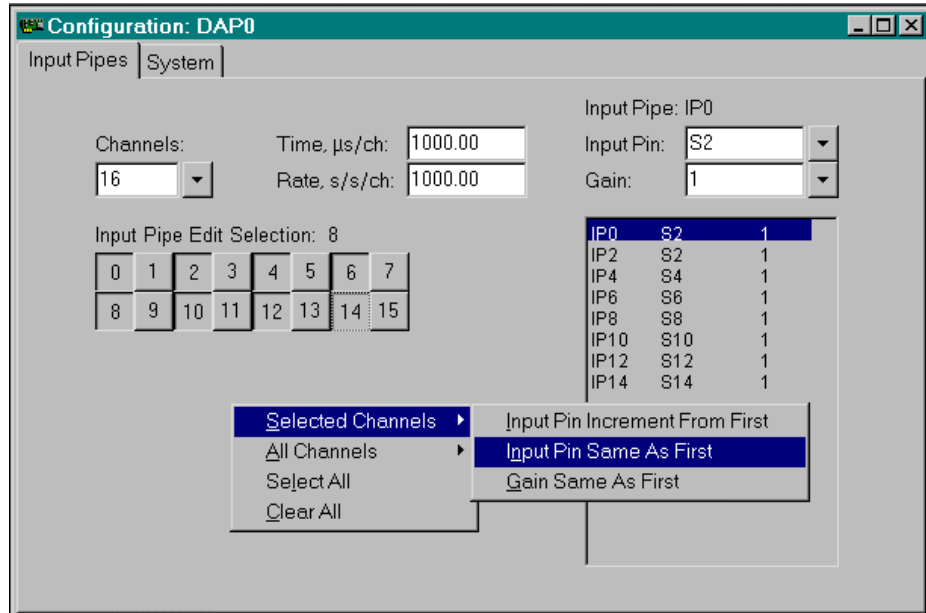 Configuration: DAP0
Input Pipes System
Input Pipe: IP0
Channels: Time, µs/ch: 1000.00 Input Pin: S2
16 Rate, s/s/ch: 1000.00 Gain: 1
Input Pipe Edit Selection: 8
0 1 2 3 4 5 6 7
8 9 10 11 12 13 14 15
IP0 S2 1
IP2 S2 1
IP4 S4 1
IP6 S6 1
IP8 S8 1
IP10 S10 1
IP12 S12 1
IP14 S14 1
Selected Channels
All Channels
Select All
Clear All
Input Pin Increment From First
Input Pin Same As First
Gain Same As First